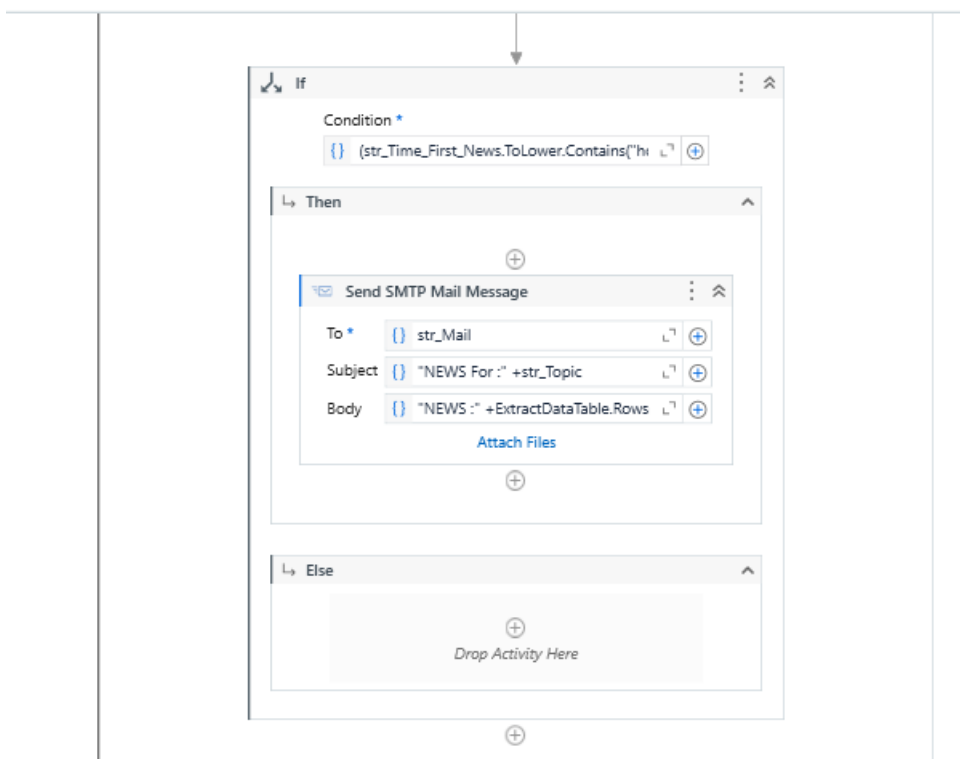 If
Condition *
(str_Time_First_News.ToLower.Contains("h
Then
Send SMTP Mail Message
To * {} str_Mail
Subject {} "NEWS For :" +str_Topic
Body {} "NEWS :" +ExtractDataTable.Rows
Attach Files
Else
Drop Activity Here